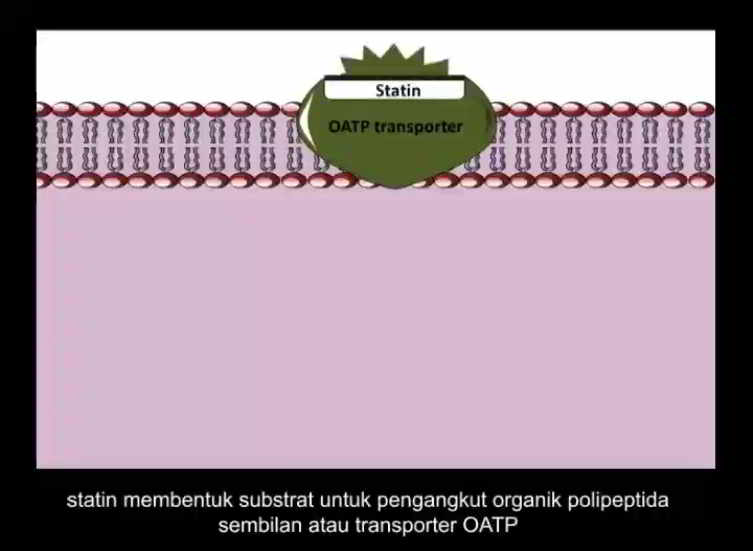 Statin
OATP transporter
statin membentuk substrat untuk pengangkut organik polipeptida
sembilan atau transporter OATP